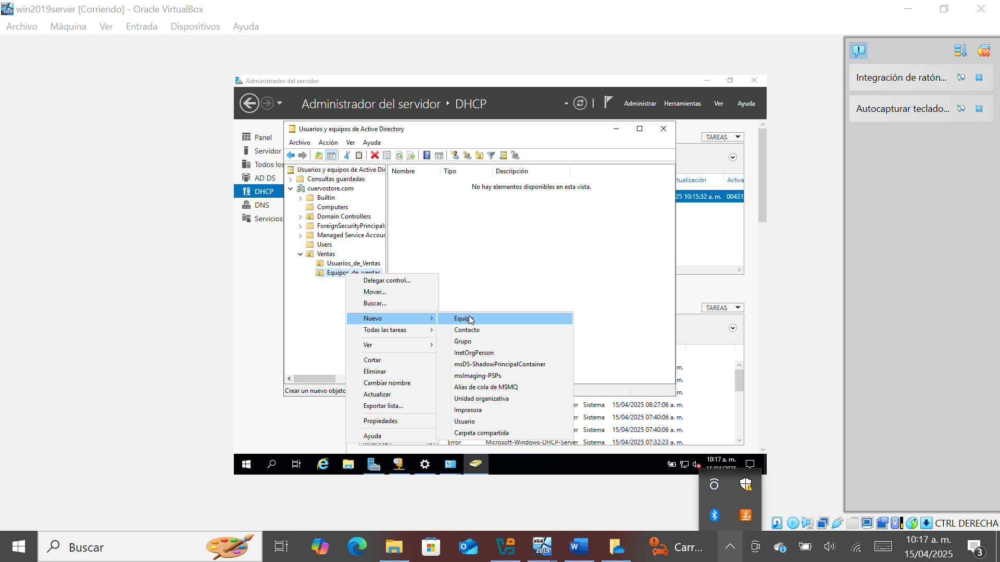 win2019server [Corriendo] - Oracle VirtualBox
Archivo Máquina Ver Entrada Dispositivos Ayuda
Integración de ratón...
Autocapturar teclado...
Administrador del servidor
Administrador del servidor DHCP
Administrar Herramientas Ver Ayuda
Panel
Servidor
Todos los
AD DS
DHCP
DNS
Servicios
TAREAS
ctualización Activa
25 10:15:32 a. m. 00431
TAREAS
Usuarios y equipos de Active Directory
Archivo Acción Ver Ayuda
Usuarios y equipos de Active Dir
Consultas guardadas
cuervostore.com
Builtin
Computers
Domain Controllers
ForeignSecurityPrincipals
Managed Service Accour
Users
Ventas
Usuarios_de_Ventas
Equipos_de_ventas
Nombre Tipo Descripción
No hay elementos disponibles en esta vista.
Crear un nuevo objeto
Delegar control...
Mover...
Buscar...
Nuevo
Todas las tareas
Ver
Cortar
Eliminar
Cambiar nombre
Actualizar
Exportar lista...
Propiedades
Ayuda
Equipo
Contacto
Grupo
InetOrgPerson
msDS-ShadowPrincipalContainer
msImaging-PSPs
Alias de cola de MSMQ
Unidad organizativa
Impresora
Usuario
Carpeta compartida
m.
m.
m.
er Sistema 15/04/2025 08:27:06 a. m.
er Sistema 15/04/2025 07:40:06 a. m.
er Sistema 15/04/2025 07:40:06 a. m.
Error Microsoft-Windows-DHCP-Server Sistema 15/04/2025 07:32:23 a. m.
10:17 a. m.
15/04/2025
CTRL DERECHA
Buscar
x64
2019
Carr...
10:17 a. m.
15/04/2025
3